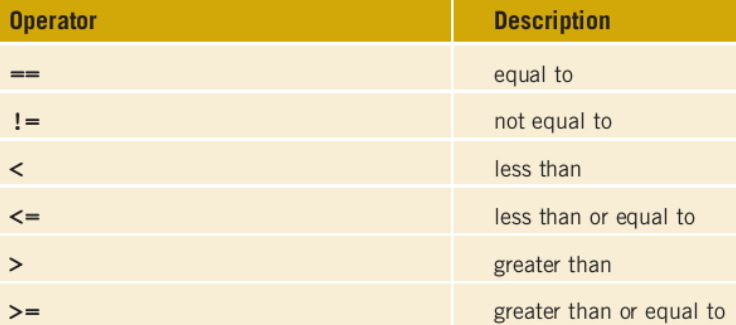 Operator Description
== equal to
!= not equal to
< less than
<= less than or equal to
> greater than
>= greater than or equal to